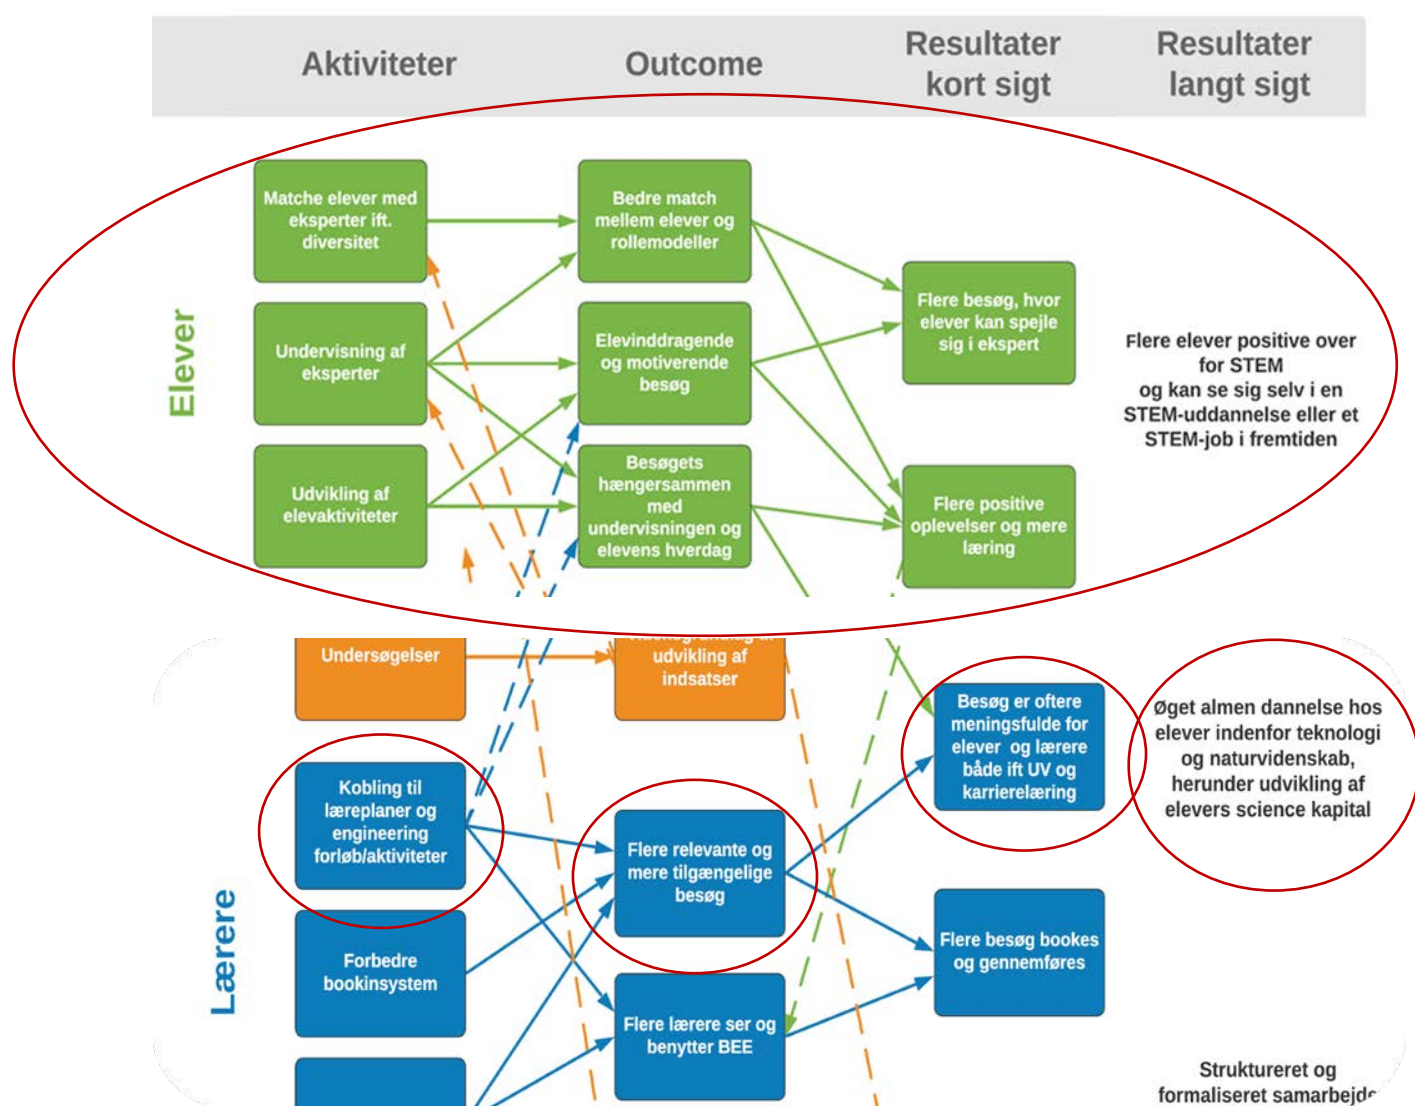 Aktiviteter
Outcome
Resultater
kort sigt
Resultater
langt sigt
Elever
Matche elever med
eksperter ift.
diversitet
Bedre match
mellem elever og
rollemodeller
Undervisning af
eksperter
Elevinddragende
og motiverende
besøg
Flere besøg, hvor
elever kan spejle
sig i ekspert
Flere elever positive over
for STEM
og kan se sig selv i en
STEM-uddannelse eller et
STEM-job i fremtiden
Udvikling af
elevaktiviteter
Besøgets
hængersammen
med
undervisningen og
elevens hverdag
Flere positive
oplevelser og mere
læring
Undersøgelser
udvikling af
indsatser
Lærere
Kobling til
læreplaner og
engineering
forløb/aktiviteter
Flere relevante og
mere tilgængelige
besøg
Besøg er oftere
meningsfulde for
elever og lærere
både ift UV og
karrierelæring
Øget almen dannelse hos
elever indenfor teknologi
og naturvidenskab,
herunder udvikling af
elevers science kapital
Forbedre
bookinsystem
Flere lærere ser og
benytter BEE
Flere besøg bookes
og gennemføres
Struktureret og
formaliseret samarbejde